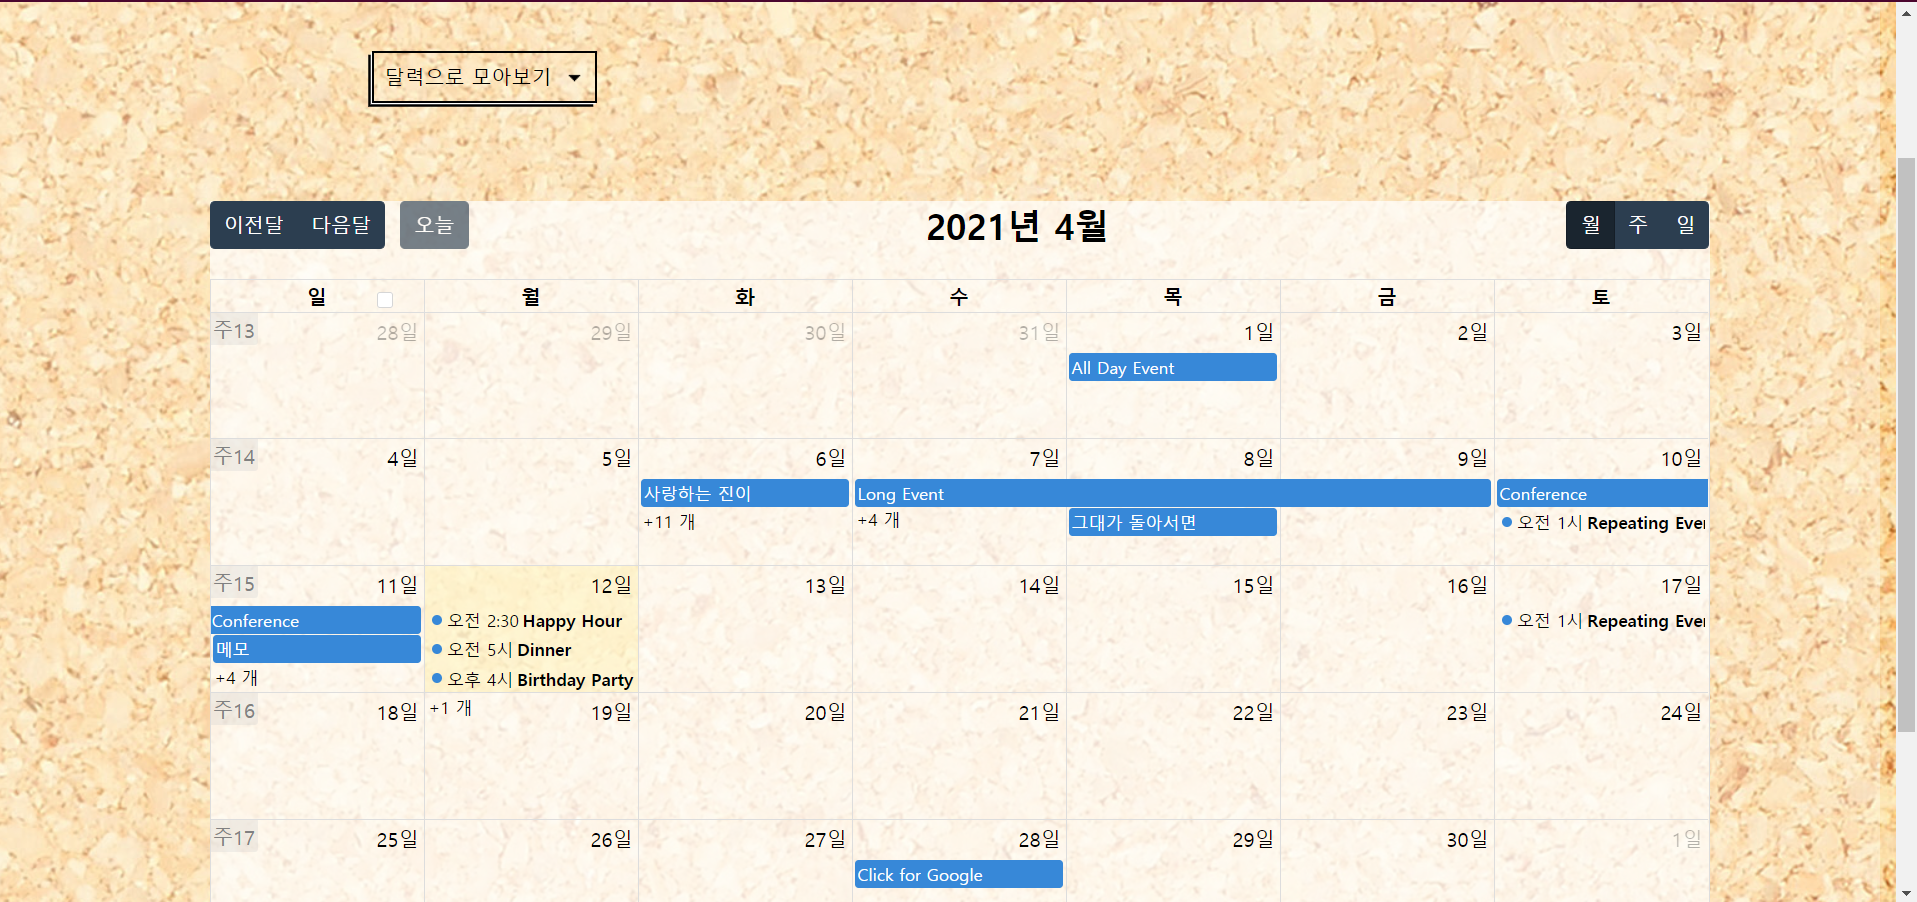 달력으로 모아보기
이전달 다음달 오늘 2021년 4월 월 주 일
일 월 화 수 목 금 토
주13 28일 29일 30일 31일 1일 2일 3일
All Day Event
주14 4일 5일 6일 7일 8일 9일 10일
사랑하는 진이 Long Event Conference
+11 개 +4 개 그대가 돌아서면 오전 1시 Repeating Eve
주15 11일 12일 13일 14일 15일 16일 17일
Conference 오전 2:30 Happy Hour 오전 1시 Repeating Eve
메모 오전 5시 Dinner
+4 개 오후 4시 Birthday Party
주16 18일 +1 개 19일 20일 21일 22일 23일 24일
주17 25일 26일 27일 28일 29일 30일 1일
Click for Google